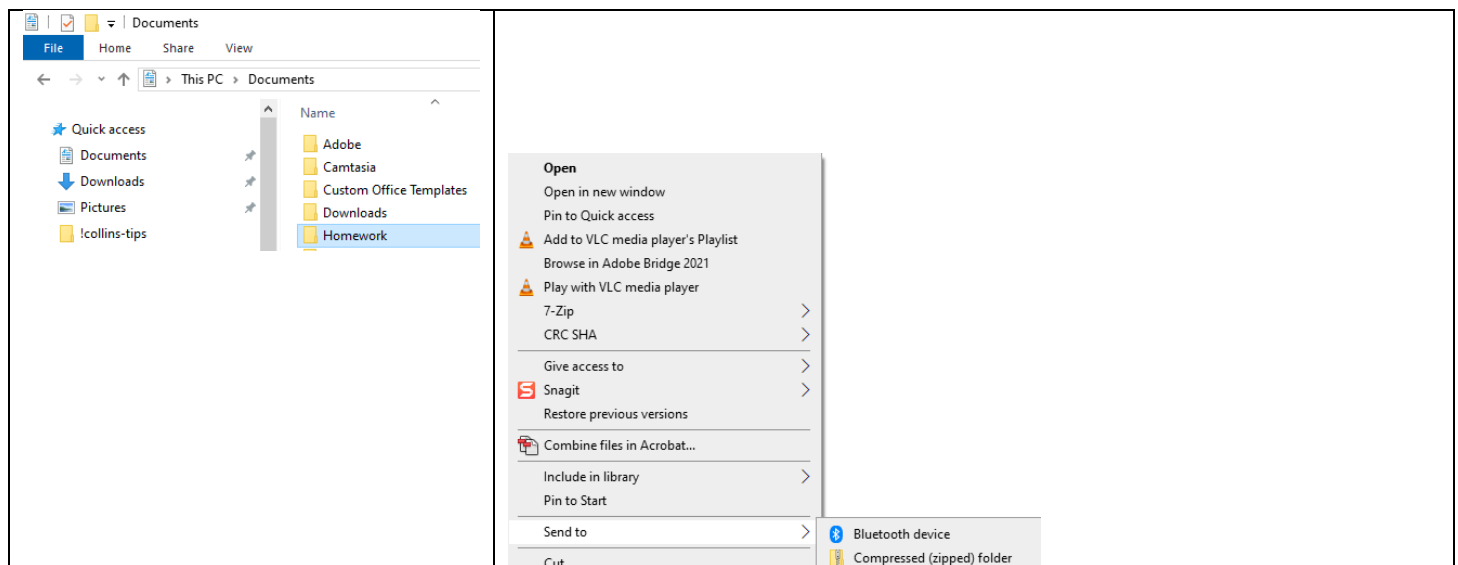 Documents
File Home Share View
This PC > Documents
Name
Quick access
Documents
Downloads
Pictures
!collins-tips
Adobe
Camtasia
Custom Office Templates
Downloads
Homework
Open
Open in new window
Pin to Quick access
Add to VLC media player's Playlist
Browse in Adobe Bridge 2021
Play with VLC media player
7-Zip
CRC SHA
Give access to
Snagit
Restore previous versions
Combine files in Acrobat...
Include in library
Pin to Start
Send to
Cut
Bluetooth device
Compressed (zipped) folder